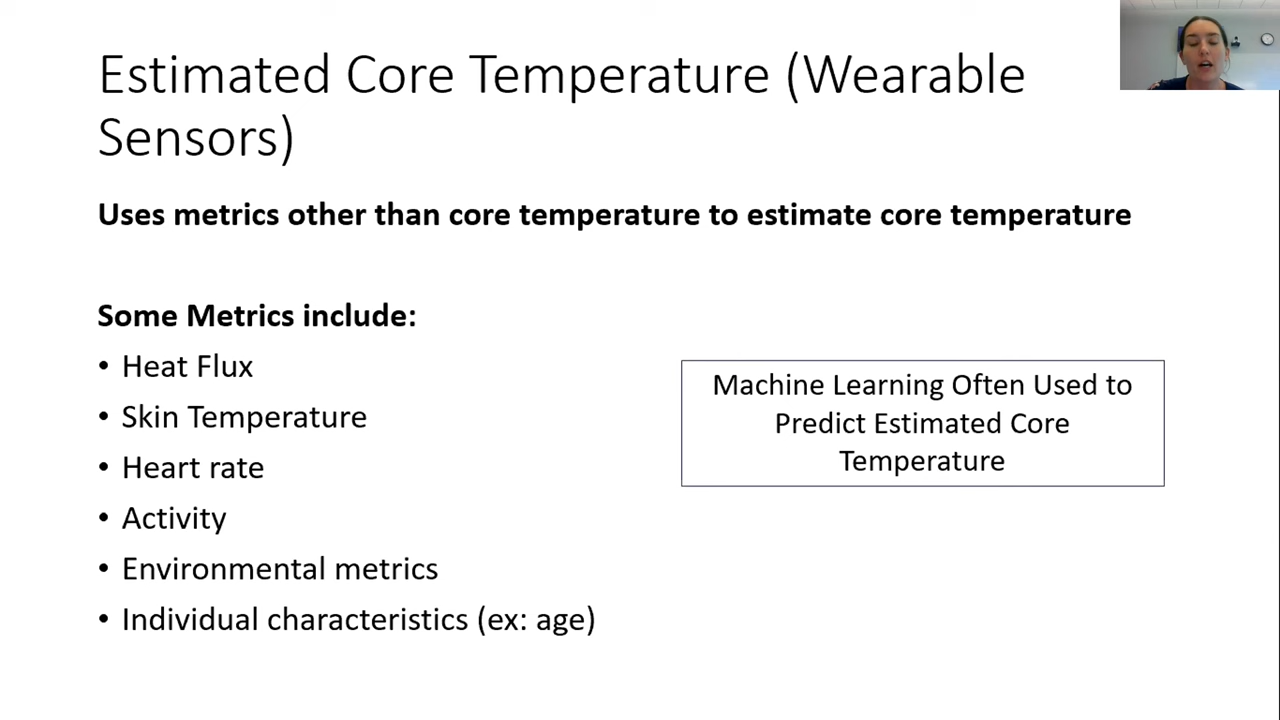 Estimated Core Temperature (Wearable
Sensors)
Uses metrics other than core temperature to estimate core temperature
Some Metrics include:
• Heat Flux
• Skin Temperature
• Heart rate
• Activity
• Environmental metrics
• Individual characteristics (ex: age)
Machine Learning Often Used to
Predict Estimated Core
Temperature